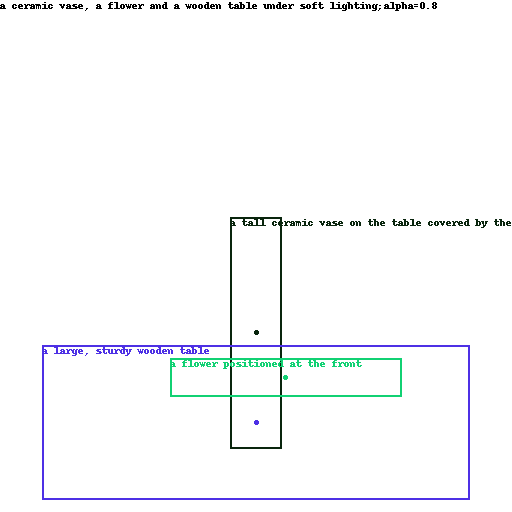 a ceramic vase, a flower and a wooden table under soft lighting;alpha=0.8
a tall ceramic vase on the table covered by the
a large, sturdy wooden table
a flower positioned at the front